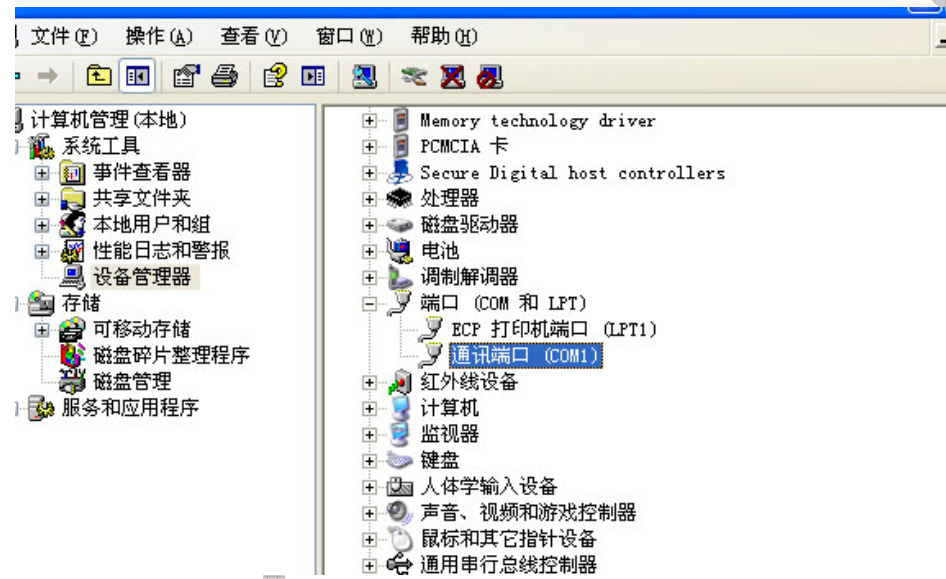 文件(F) 操作(A) 查看(V) 窗口(W) 帮助(H)
计算机管理(本地)
系统工具
事件查看器
共享文件夹
本地用户和组
性能日志和警报
设备管理器
存储
可移动存储
磁盘碎片整理程序
磁盘管理
服务和应用程序
Memory technology driver
PCMCIA 卡
Secure Digital host controllers
处理器
磁盘驱动器
电池
调制解调器
端口 (COM 和 LPT)
ECP 打印机端口 (LPT1)
通讯端口 (COM1)
红外线设备
计算机
监视器
键盘
人体学输入设备
声音、视频和游戏控制器
鼠标和其它指针设备
通用串行总线控制器